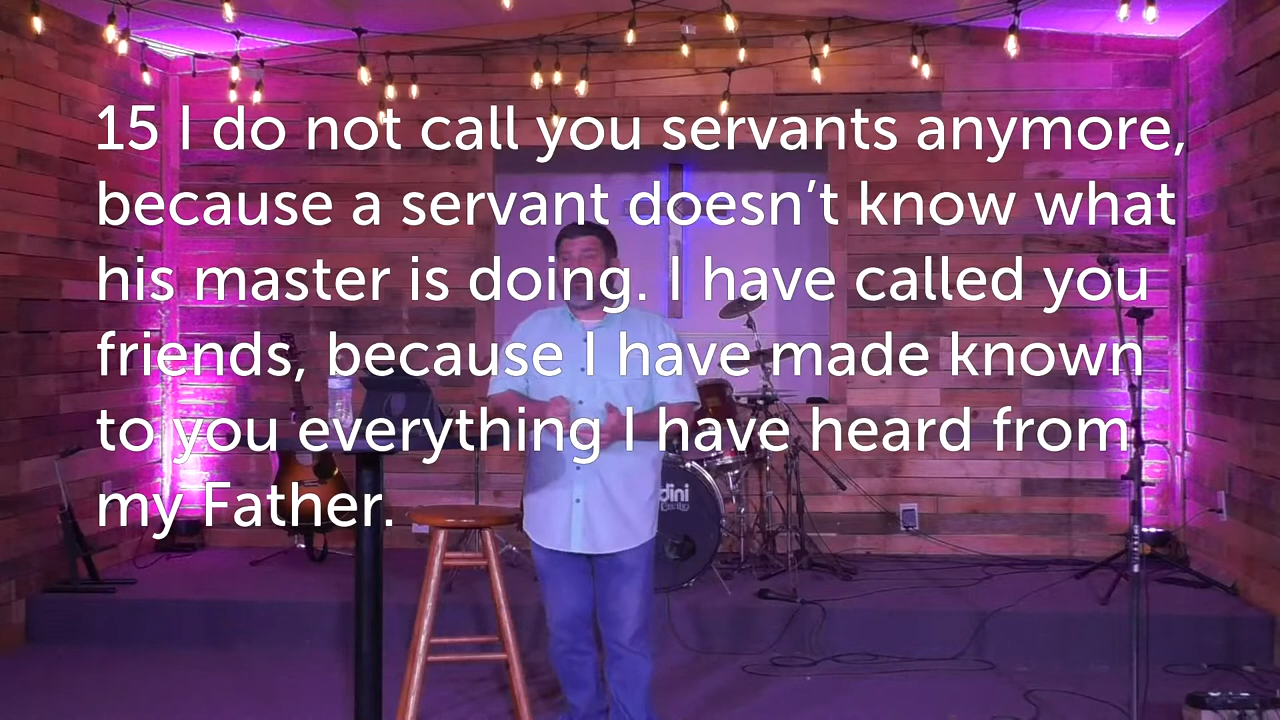 15 I do not call you servants anymore,
because a servant doesn’t know what
his master is doing. I have called you
friends, because I have made known
to you everything I have heard from
my Father.